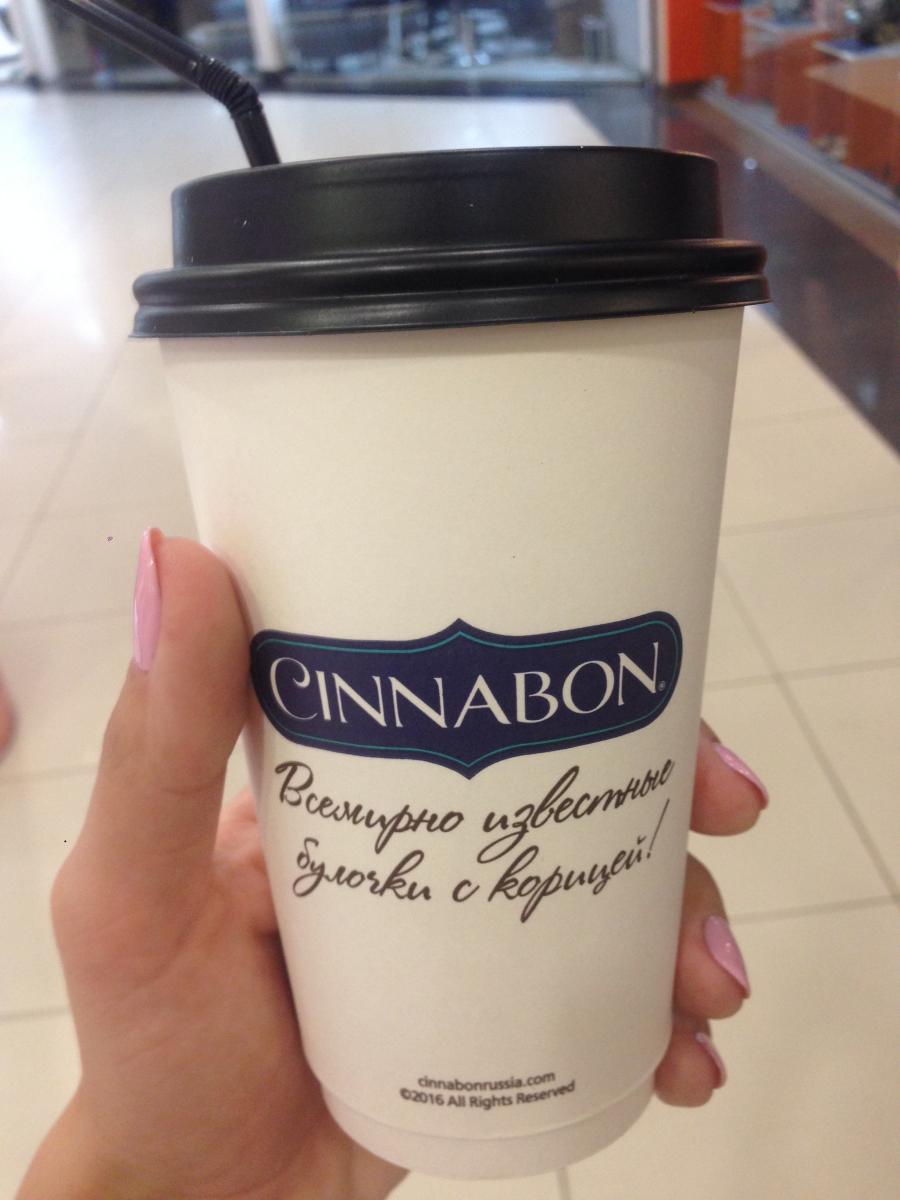 CINNABON®
Всемирно известные
булочки с корицей!
cinnabonrussia.com
©2016 All Rights Reserved